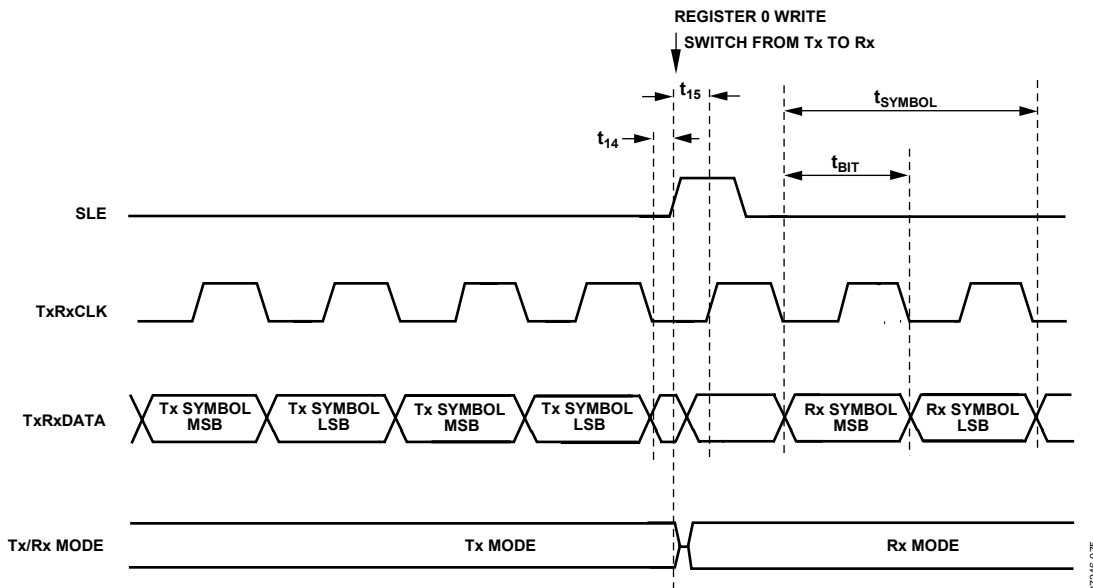 REGISTER 0 WRITE
SWITCH FROM Tx TO Rx
t15
tSYMBOL
t14
tBIT
SLE
TxRxCLK
TxRxDATA
Tx SYMBOL
MSB
Tx SYMBOL
LSB
Tx SYMBOL
MSB
Tx SYMBOL
LSB
Rx SYMBOL
MSB
Rx SYMBOL
LSB
Tx/Rx MODE
Tx MODE
Rx MODE